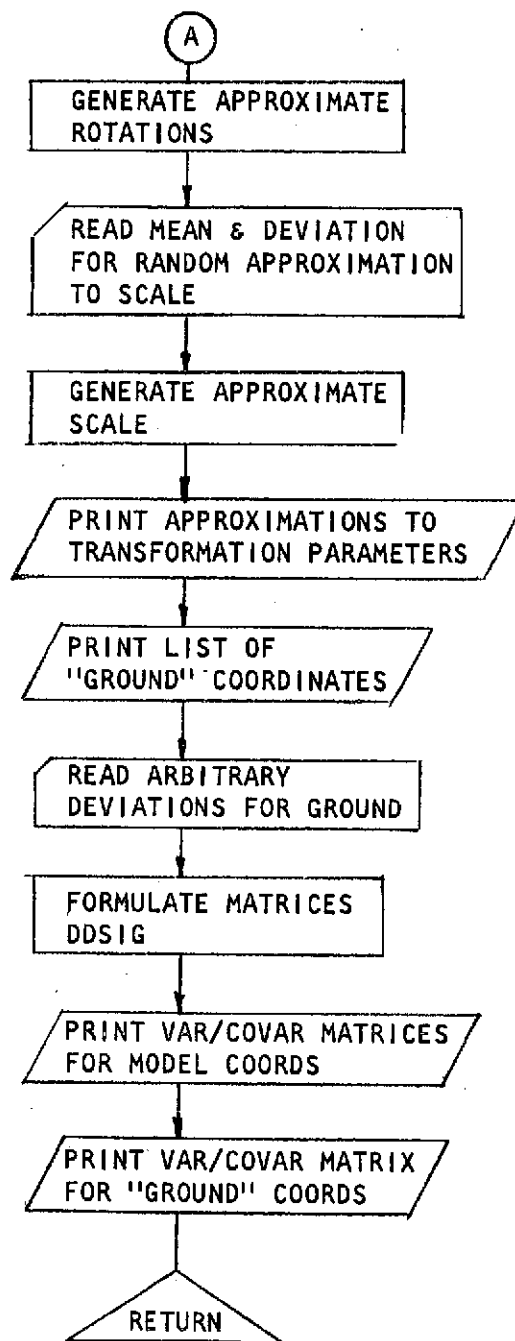 A
GENERATE APPROXIMATE
ROTATIONS
READ MEAN & DEVIATION
FOR RANDOM APPROXIMATION
TO SCALE
GENERATE APPROXIMATE
SCALE
PRINT APPROXIMATIONS TO
TRANSFORMATION PARAMETERS
PRINT LIST OF
"GROUND" COORDINATES
READ ARBITRARY
DEVIATIONS FOR GROUND
FORMULATE MATRICES
DDSIG
PRINT VAR/COVAR MATRICES
FOR MODEL COORDS
PRINT VAR/COVAR MATRIX
FOR "GROUND" COORDS
RETURN